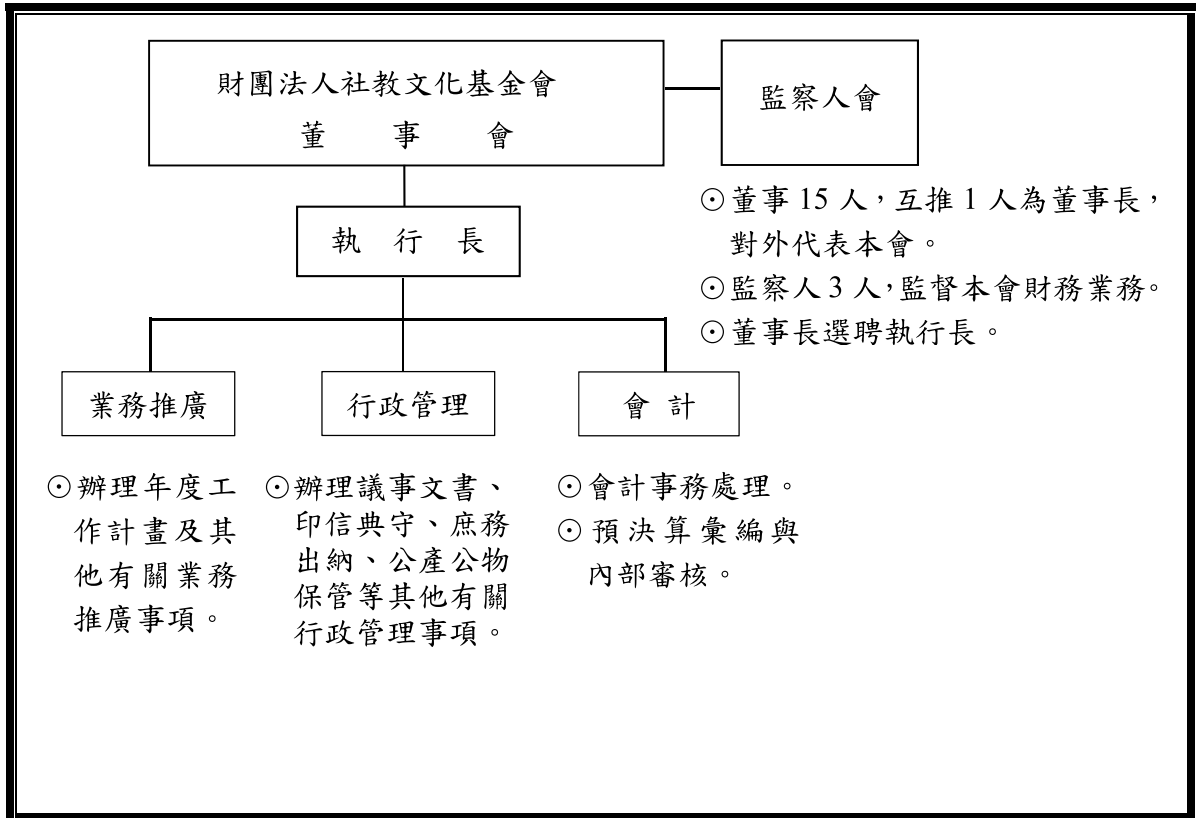 財團法人社教文化基金會
董 事 會
監察人會
⊙董事 15 人，互推 1 人為董事長，
對外代表本會。
⊙監察人 3 人，監督本會財務業務。
⊙董事長選聘執行長。
執 行 長
業務推廣
行政管理
會 計
⊙辦理年度工
作計畫及其
他有關業務
推廣事項。
⊙辦理議事文書、
印信典守、庶務
出納、公產公物
保管等其他有關
行政管理事項。
⊙會計事務處理。
⊙預決算彙編與
內部審核。